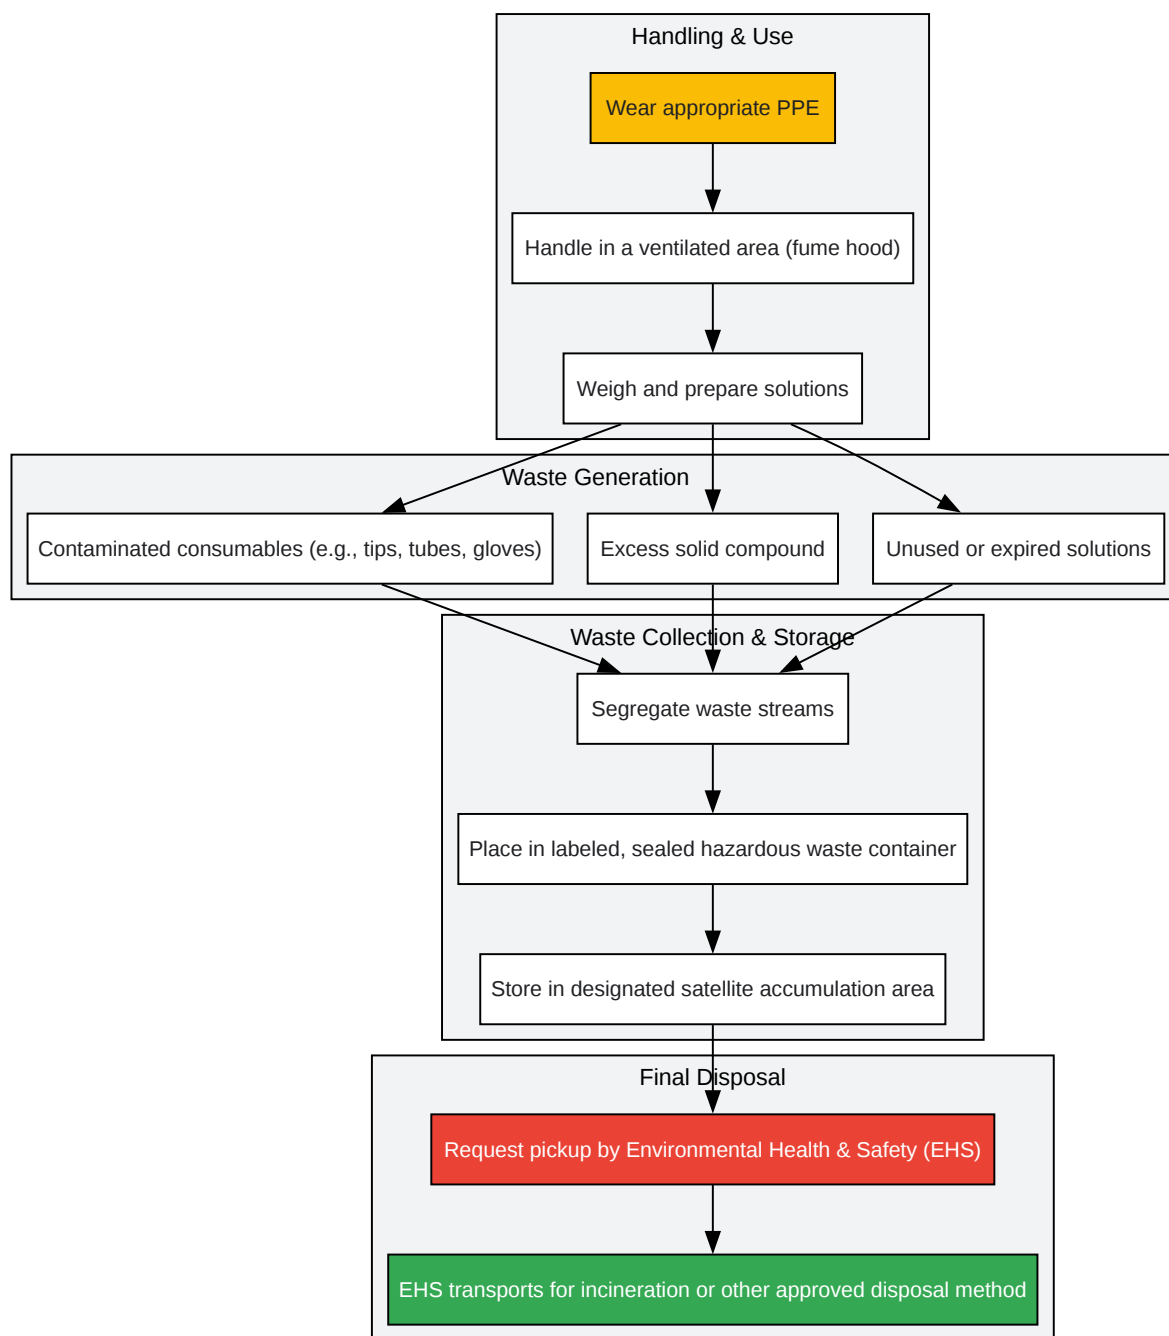 Handling & Use
Wear appropriate PPE
Handle in a ventilated area (fume hood)
Weigh and prepare solutions
Waste Generation
Contaminated consumables (e.g., tips, tubes, gloves)
Excess solid compound
Unused or expired solutions
Waste Collection & Storage
Segregate waste streams
Place in labeled, sealed hazardous waste container
Store in designated satellite accumulation area
Final Disposal
Request pickup by Environmental Health & Safety (EHS)
EHS transports for incineration or other approved disposal method